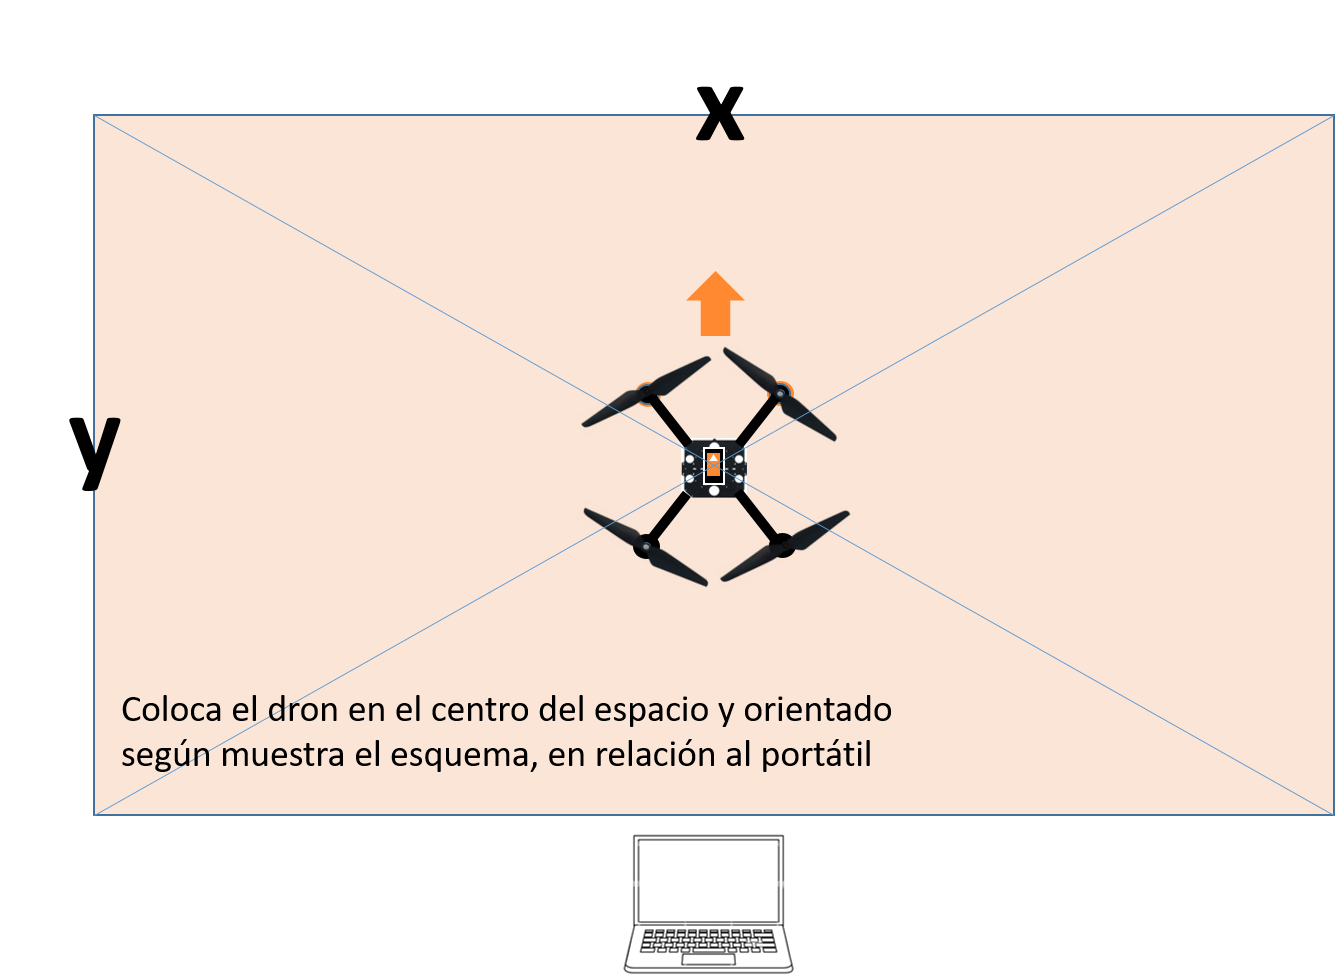 x
y
Coloca el dron en el centro del espacio y orientado
según muestra el esquema, en relación al portátil